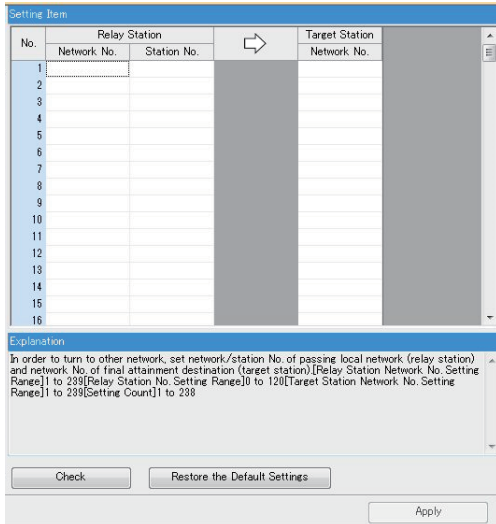 Setting Item
No. Relay Station Target Station
Network No. Station No. Network No.
1
2
3
4
5
6
7
8
9
10
11
12
13
14
15
16
Explanation
In order to turn to other network, set network/station No. of passing local network (relay station)
and network No. of final attainment destination (target station).[Relay Station Network No. Setting
Range]1 to 239[Relay Station No. Setting Range]0 to 120[Target Station Network No. Setting
Range]1 to 239[Setting Count]1 to 238
Check Restore the Default Settings
Apply